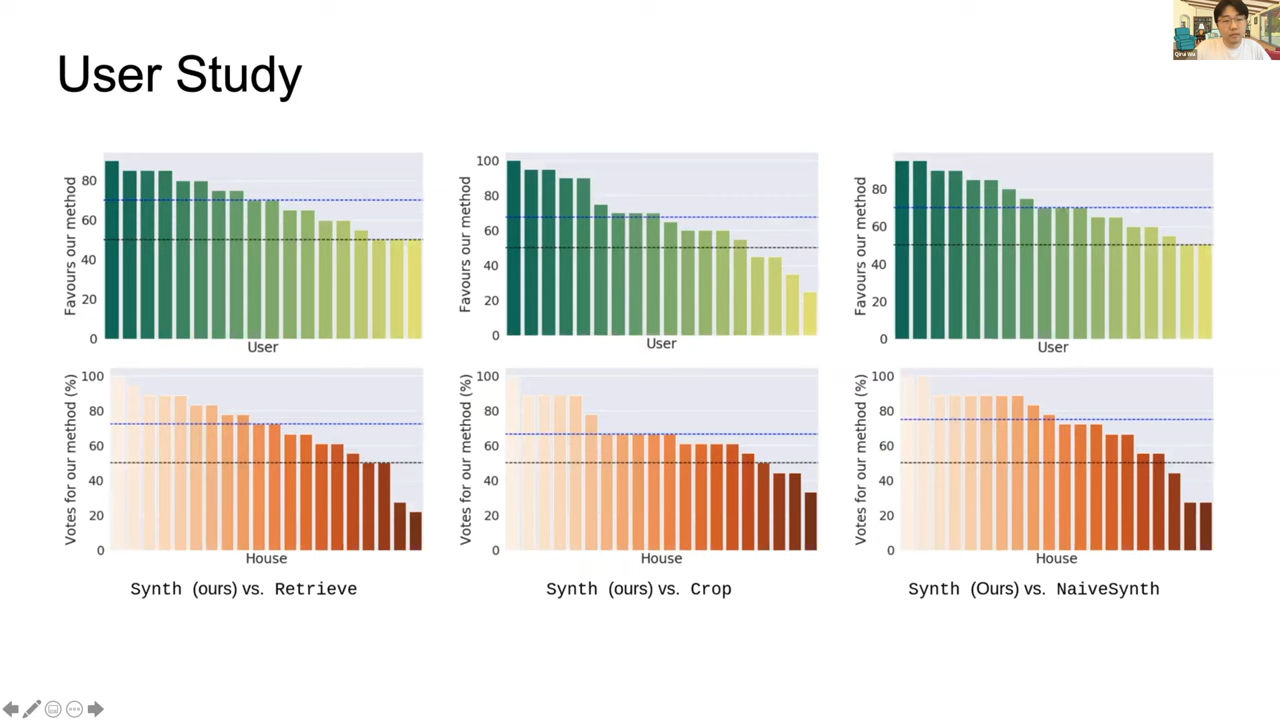 User Study
Qirui Wu
Favours our method
80
60
40
20
0
User
Favours our method
100
80
60
40
20
0
User
Favours our method
80
60
40
20
0
User
Votes for our method (%)
100
80
60
40
20
0
House
Votes for our method (%)
100
80
60
40
20
0
House
Votes for our method (%)
100
80
60
40
20
0
House
Synth (ours) vs. Retrieve
Synth (ours) vs. Crop
Synth (Ours) vs. NaiveSynth